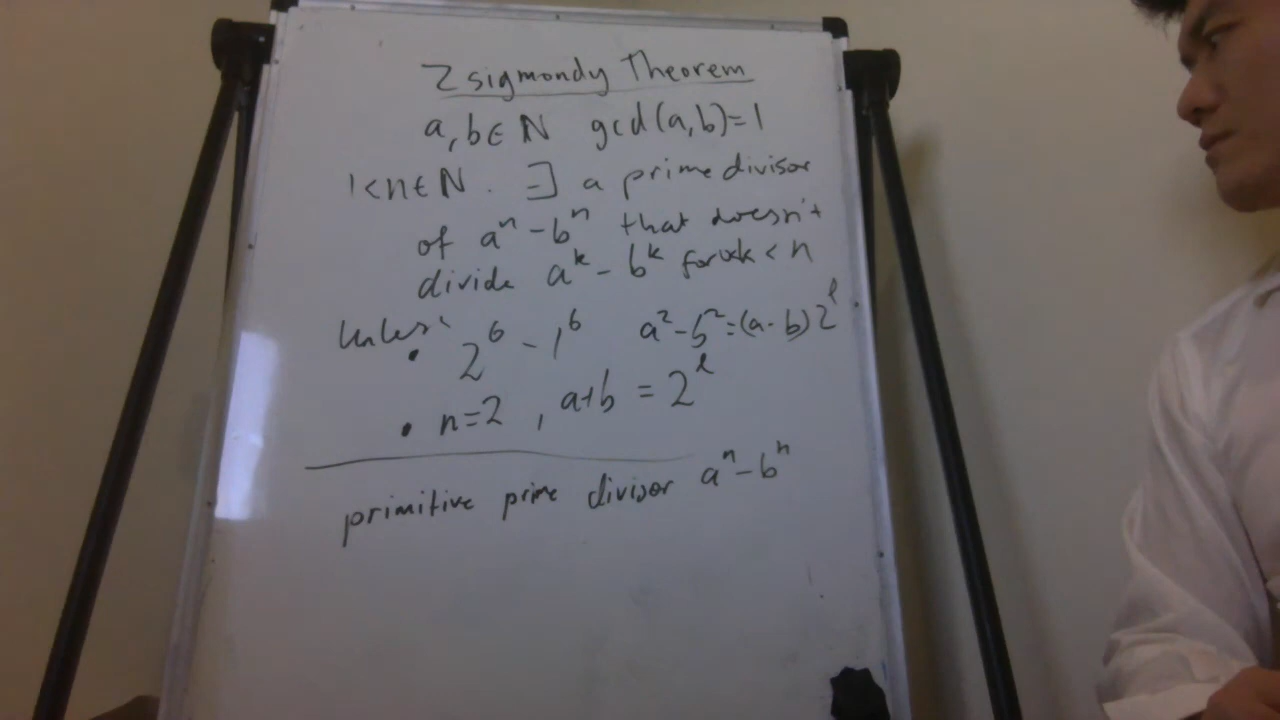 Zsigmondy Theorem
a, b ∈ N gcd(a, b) = 1
1 < n ∈ N. ∃ a prime divisor
of aⁿ - bⁿ that doesn't
divide aᵏ - bᵏ for k < n
Unless
• 2⁶ - 1⁶ a² - b² = (a - b) 2ˡ
• n = 2, a + b = 2ˡ
primitive prime divisor aⁿ - bⁿ